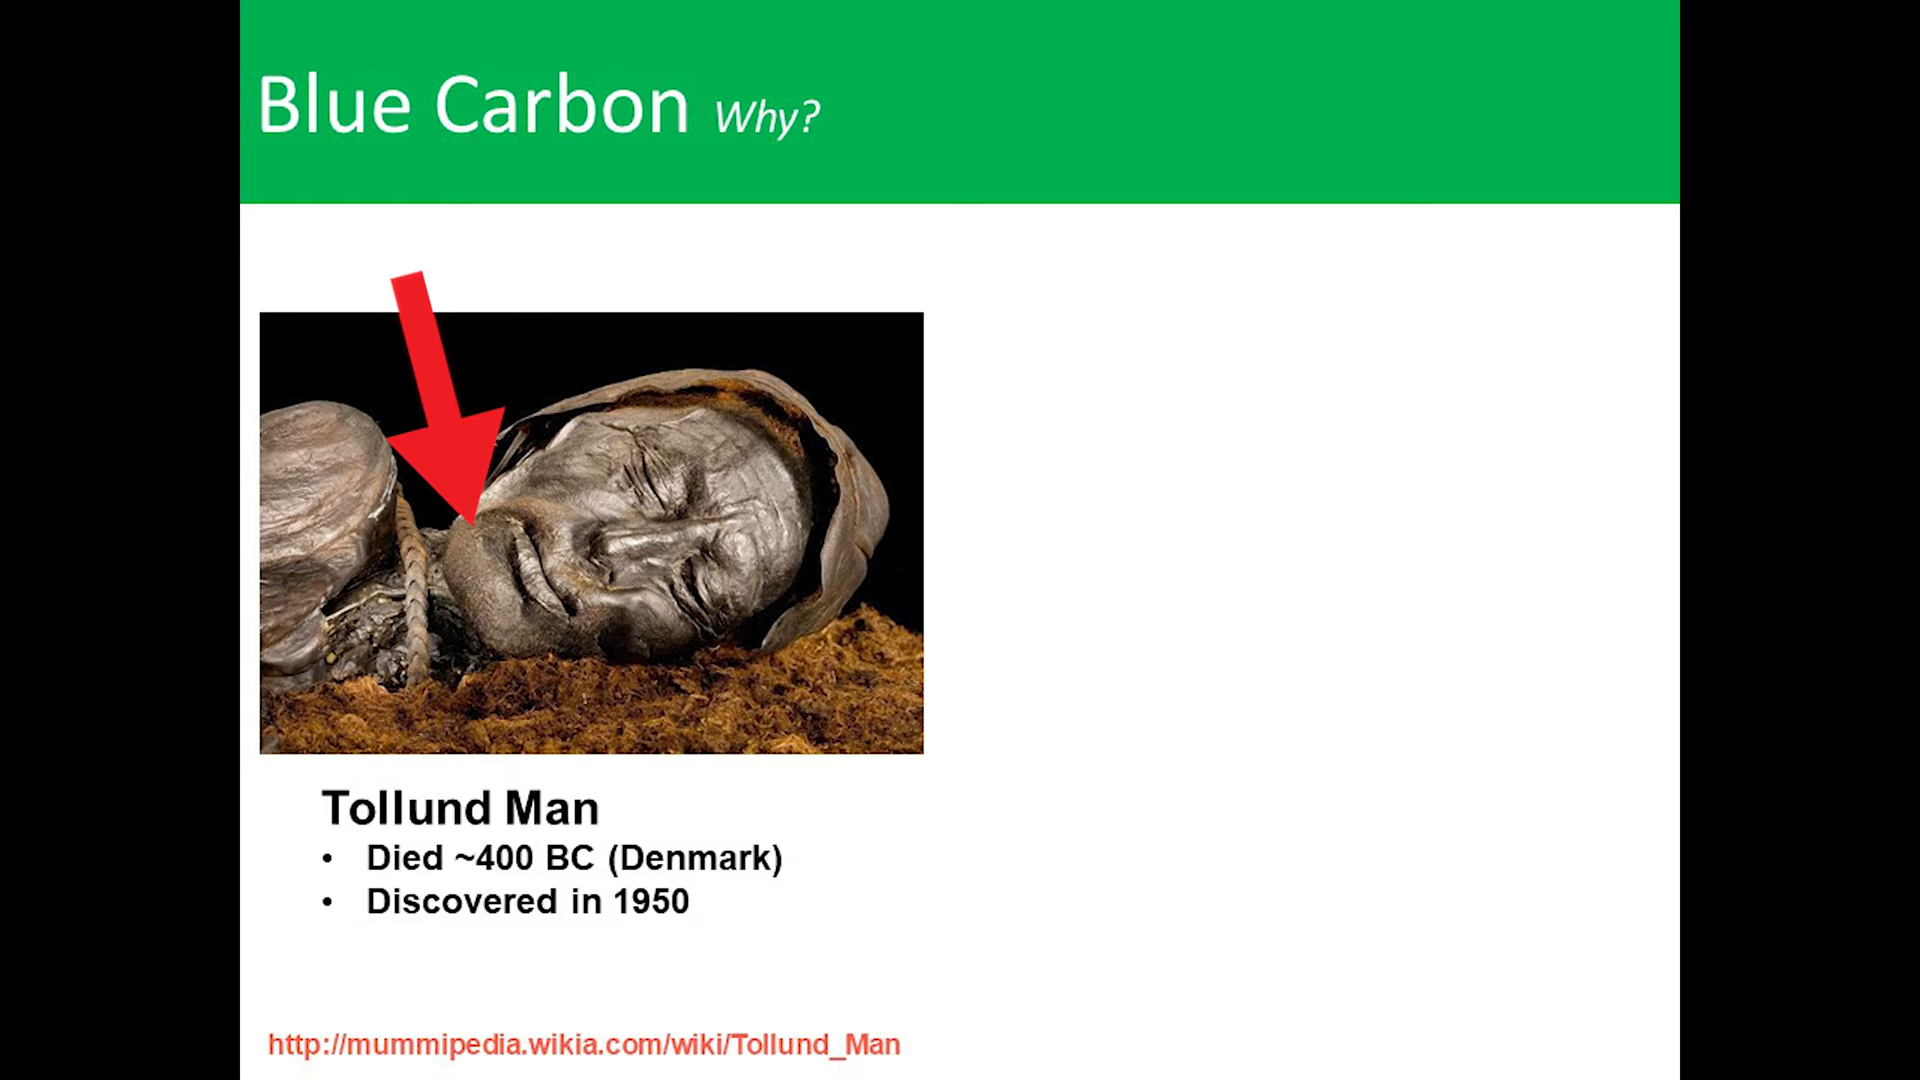 Blue Carbon Why?
Tollund Man
• Died ~400 BC (Denmark)
• Discovered in 1950
http://mummipedia.wikia.com/wiki/Tollund_Man